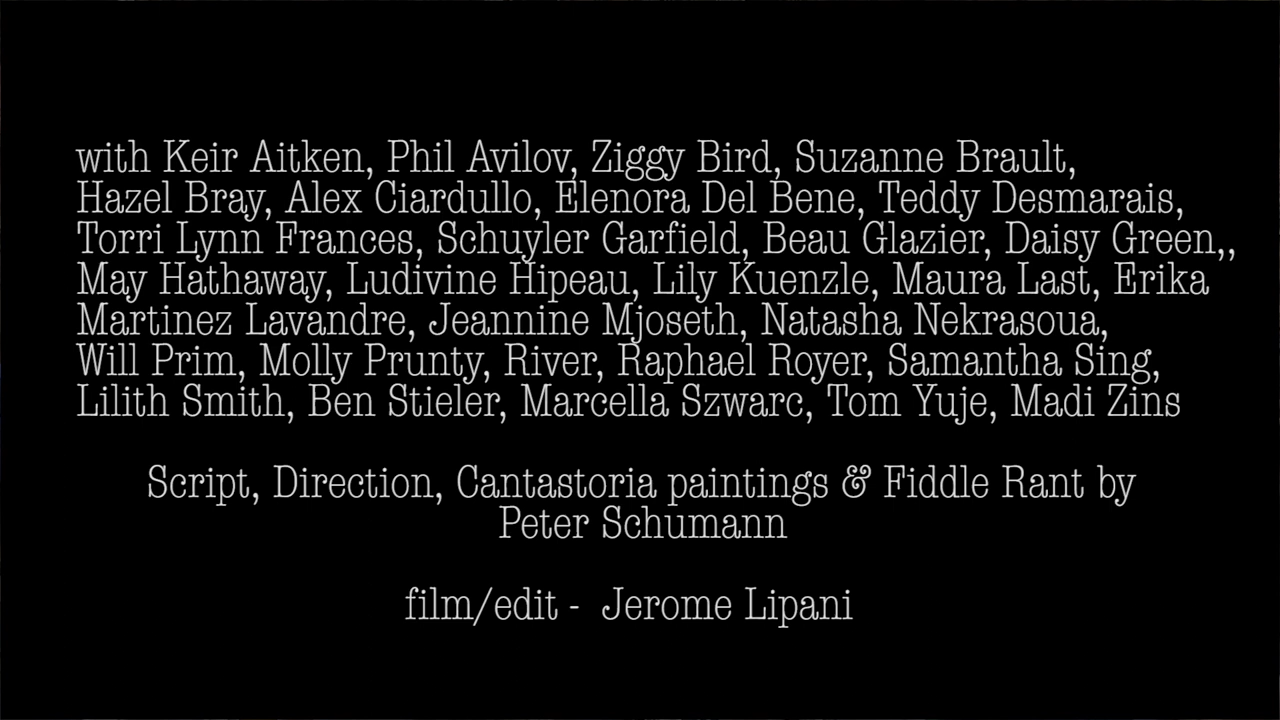 with Keir Aitken, Phil Avilov, Ziggy Bird, Suzanne Brault,
Hazel Bray, Alex Ciardullo, Elenora Del Bene, Teddy Desmarais,
Torri Lynn Frances, Schuyler Garfield, Beau Glazier, Daisy Green,,
May Hathaway, Ludivine Hipeau, Lily Kuenzle, Maura Last, Erika
Martinez Lavandre, Jeannine Mjoseth, Natasha Nekrasoua,
Will Prim, Molly Prunty, River, Raphael Royer, Samantha Sing,
Lilith Smith, Ben Stieler, Marcella Szwarc, Tom Yuje, Madi Zins
Script, Direction, Cantastoria paintings & Fiddle Rant by
Peter Schumann
film/edit - Jerome Lipani